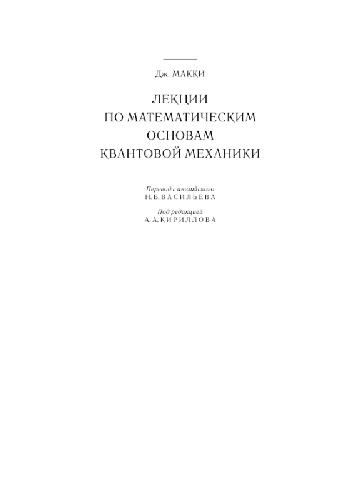 Дж. МАККИ
ЛЕКЦИИ
ПО МАТЕМАТИЧЕСКИМ
ОСНОВАМ
КВАНТОВОЙ МЕХАНИКИ
Перевод с английского
Н. Б. ВАСИЛЬЕВА
Под редакцией
А. А. КИРИЛЛОВА